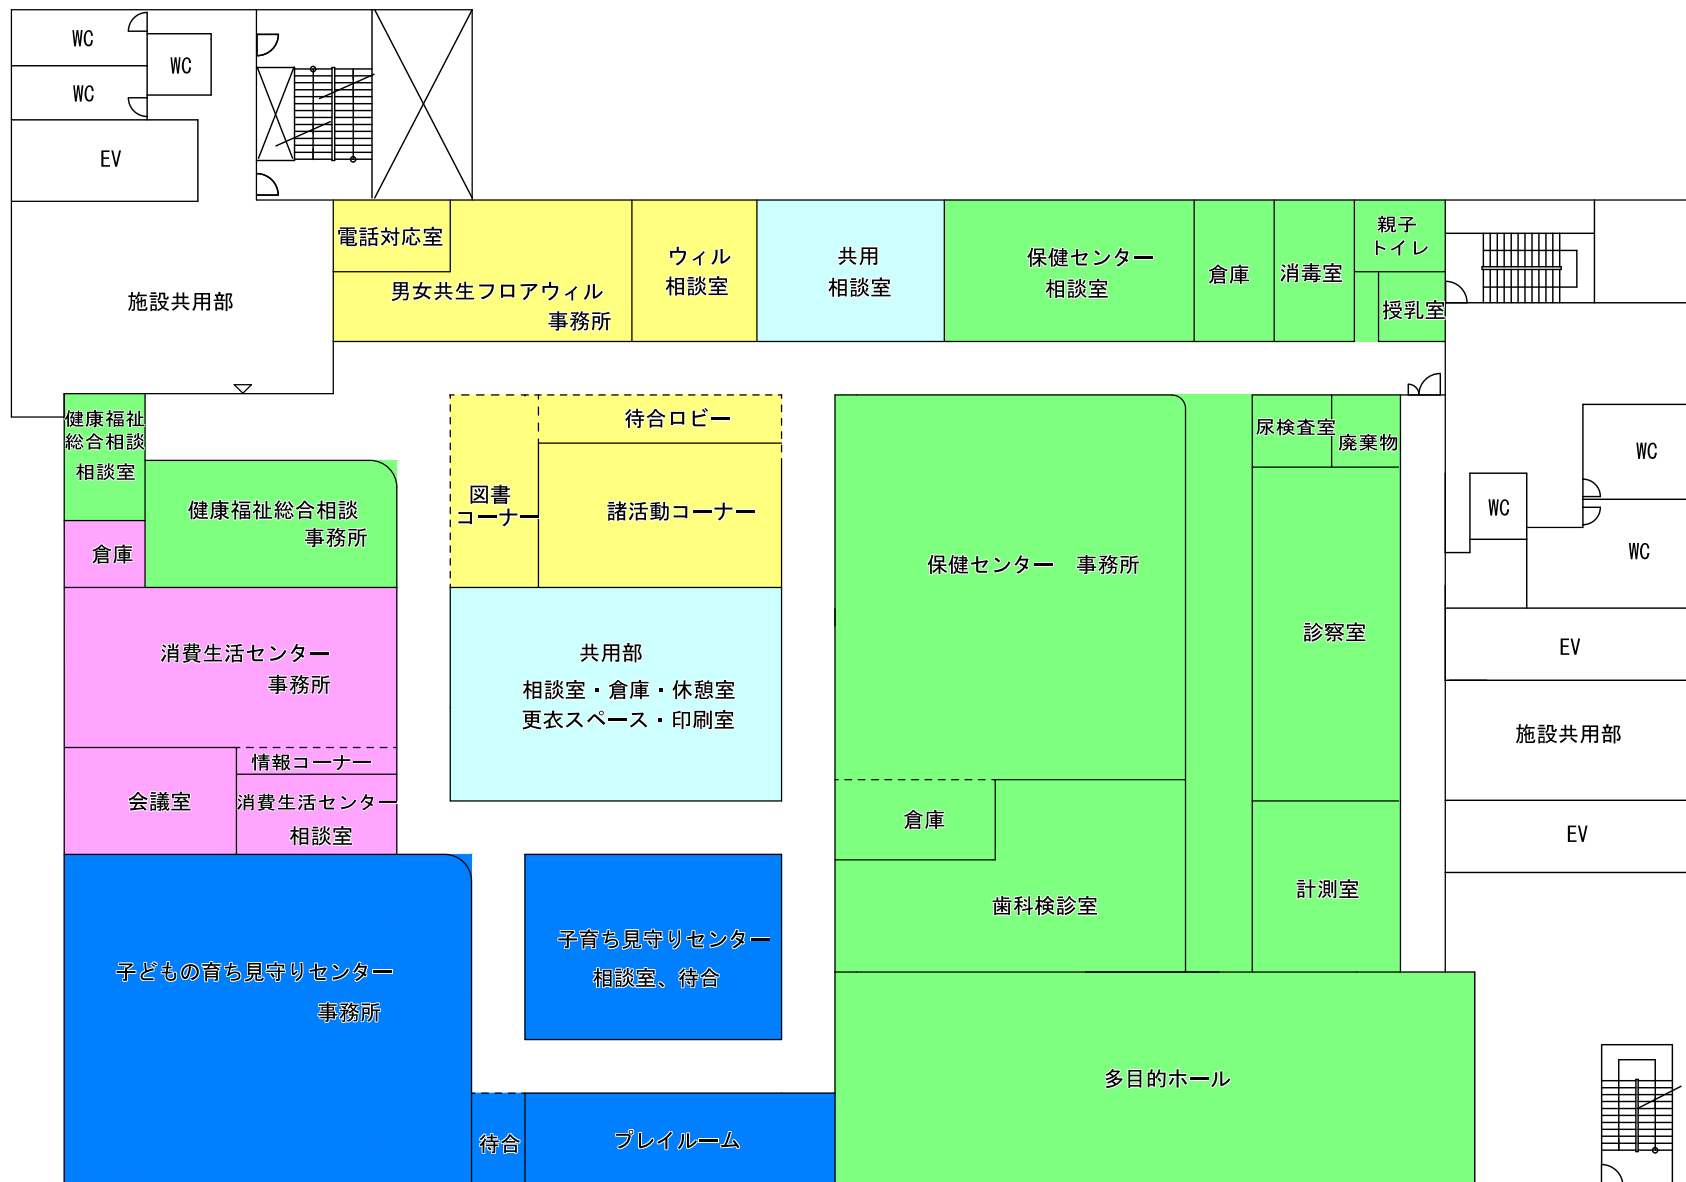 WC
WC
WC
EV
施設共用部
電話対応室
男女共生フロアウィル
事務所
ウィル
相談室
共用
相談室
保健センター
相談室
倉庫
消毒室
親子
トイレ
授乳室
健康福祉
総合相談
相談室
健康福祉総合相談
事務所
倉庫
消費生活センター
事務所
会議室
情報コーナー
消費生活センター
相談室
待合ロビー
図書
コーナー
諸活動コーナー
共用部
相談室・倉庫・休憩室
更衣スペース・印刷室
保健センター　事務所
倉庫
歯科検診室
尿検査室
廃棄物
診察室
計測室
WC
WC
WC
EV
施設共用部
EV
子どもの育ち見守りセンター
事務所
子育ち見守りセンター
相談室、待合
待合
プレイルーム
多目的ホール